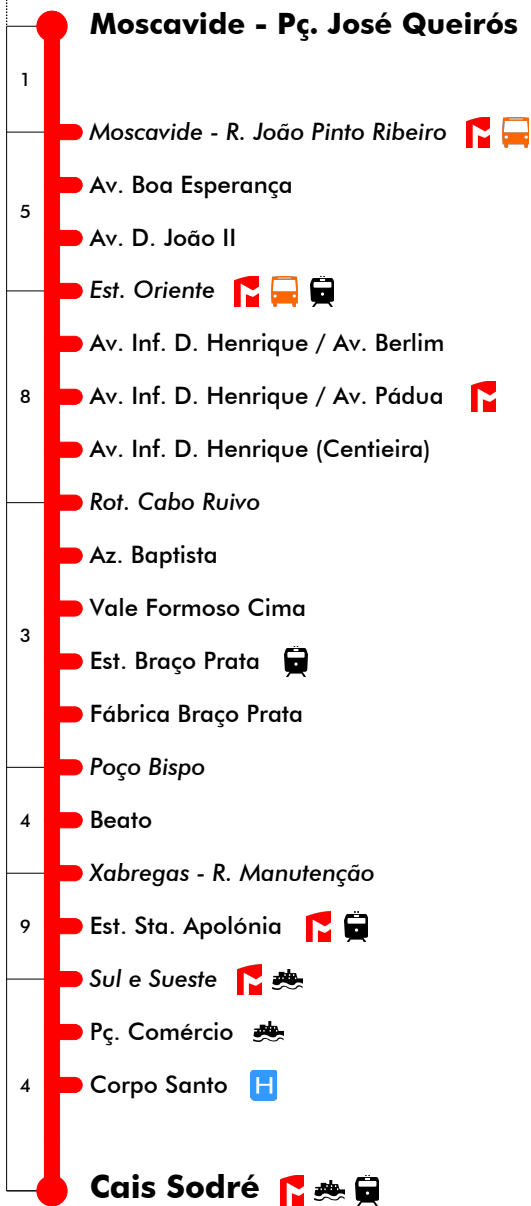 Moscavide - Pç. José Queirós
1
Moscavide - R. João Pinto Ribeiro
Av. Boa Esperança
5
Av. D. João II
Est. Oriente
Av. Inf. D. Henrique / Av. Berlim
8
Av. Inf. D. Henrique / Av. Pádua
Av. Inf. D. Henrique (Centieira)
Rot. Cabo Ruivo
Az. Baptista
Vale Formoso Cima
3
Est. Braço Prata
Fábrica Braço Prata
Poço Bispo
4
Beato
Xabregas - R. Manutenção
9
Est. Sta. Apolónia
Sul e Sueste
Pç. Comércio
4
Corpo Santo
H
Cais Sodré